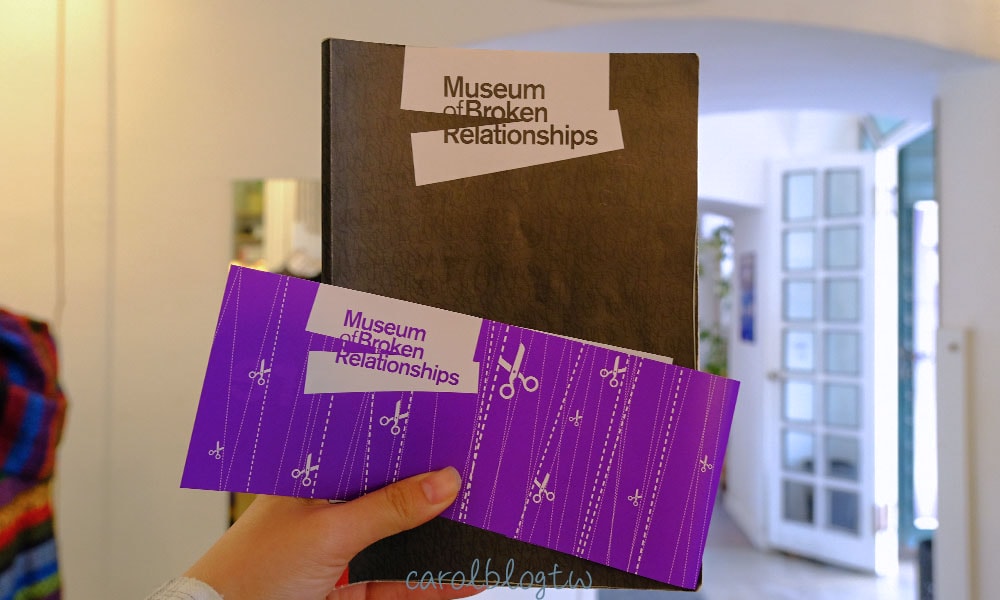 Museum
of Broken
Relationships
Museum
of Broken
Relationships
carolblogtw